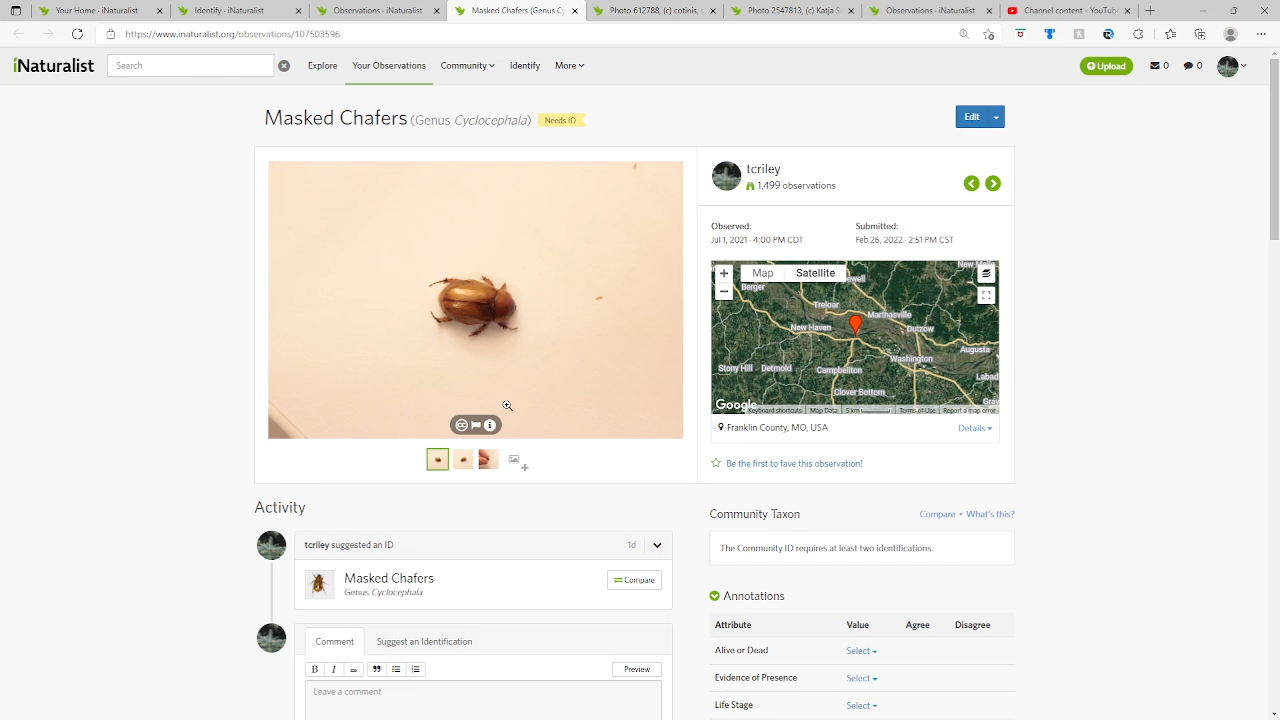 Your Home · iNaturalist
Identify · iNaturalist
Observations · iNaturalist
Masked Chafers (Genus Cy
Photo 617788, (c) cotinis,
Photo 2547813, (c) Katja S
Observations · iNaturalist
Channel content - YouTube
https://www.inaturalist.org/observations/107503596
iNaturalist
Search
Explore
Your Observations
Community
Identify
More
Upload
0
0
Masked Chafers (Genus Cyclocephala)
Needs ID
Edit
tcriley
1,499 observations
Observed:
Submitted:
Jul 1, 2021 · 4:00 PM CDT
Feb 26, 2022 · 2:51 PM CST
+
Map
Satellite
−
Berger
Treloar
Marthasville
New Haven
Dutzow
Augusta
Washington
Stony Hill
Detmold
Campbellton
Labad
Clover Bottom
Google
Keyboard shortcuts
Map Data
5 km
Terms of Use
Report a map error
Franklin County, MO, USA
Details
Be the first to fave this observation!
Activity
tcriley suggested an ID
1d
Masked Chafers
Genus Cyclocephala
Compare
Comment
Suggest an Identification
B
I
Preview
Leave a comment
Community Taxon
Compare • What's this?
The Community ID requires at least two identifications.
Annotations
Attribute
Value
Agree
Disagree
Alive or Dead
Select
Evidence of Presence
Select
Life Stage
Select